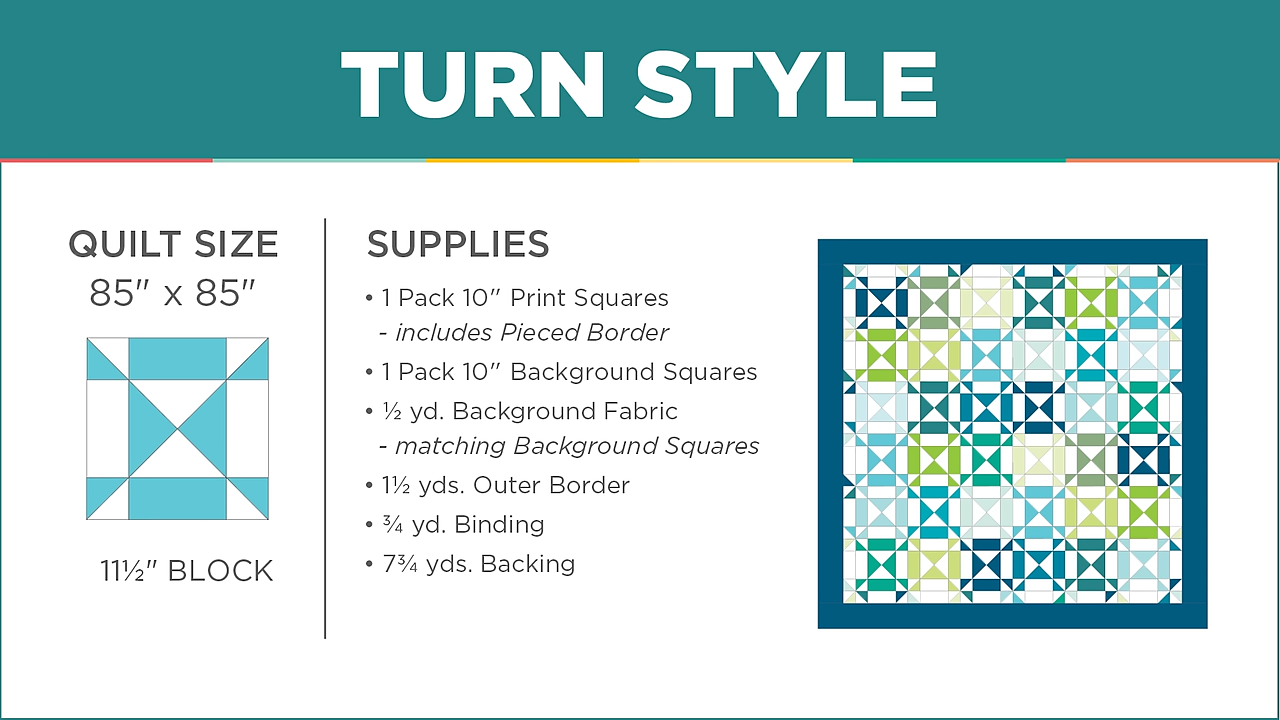 TURN STYLE
QUILT SIZE
85" x 85"
11½" BLOCK
SUPPLIES
• 1 Pack 10" Print Squares
- includes Pieced Border
• 1 Pack 10" Background Squares
• ½ yd. Background Fabric
- matching Background Squares
• 1½ yds. Outer Border
• ¾ yd. Binding
• 7¾ yds. Backing